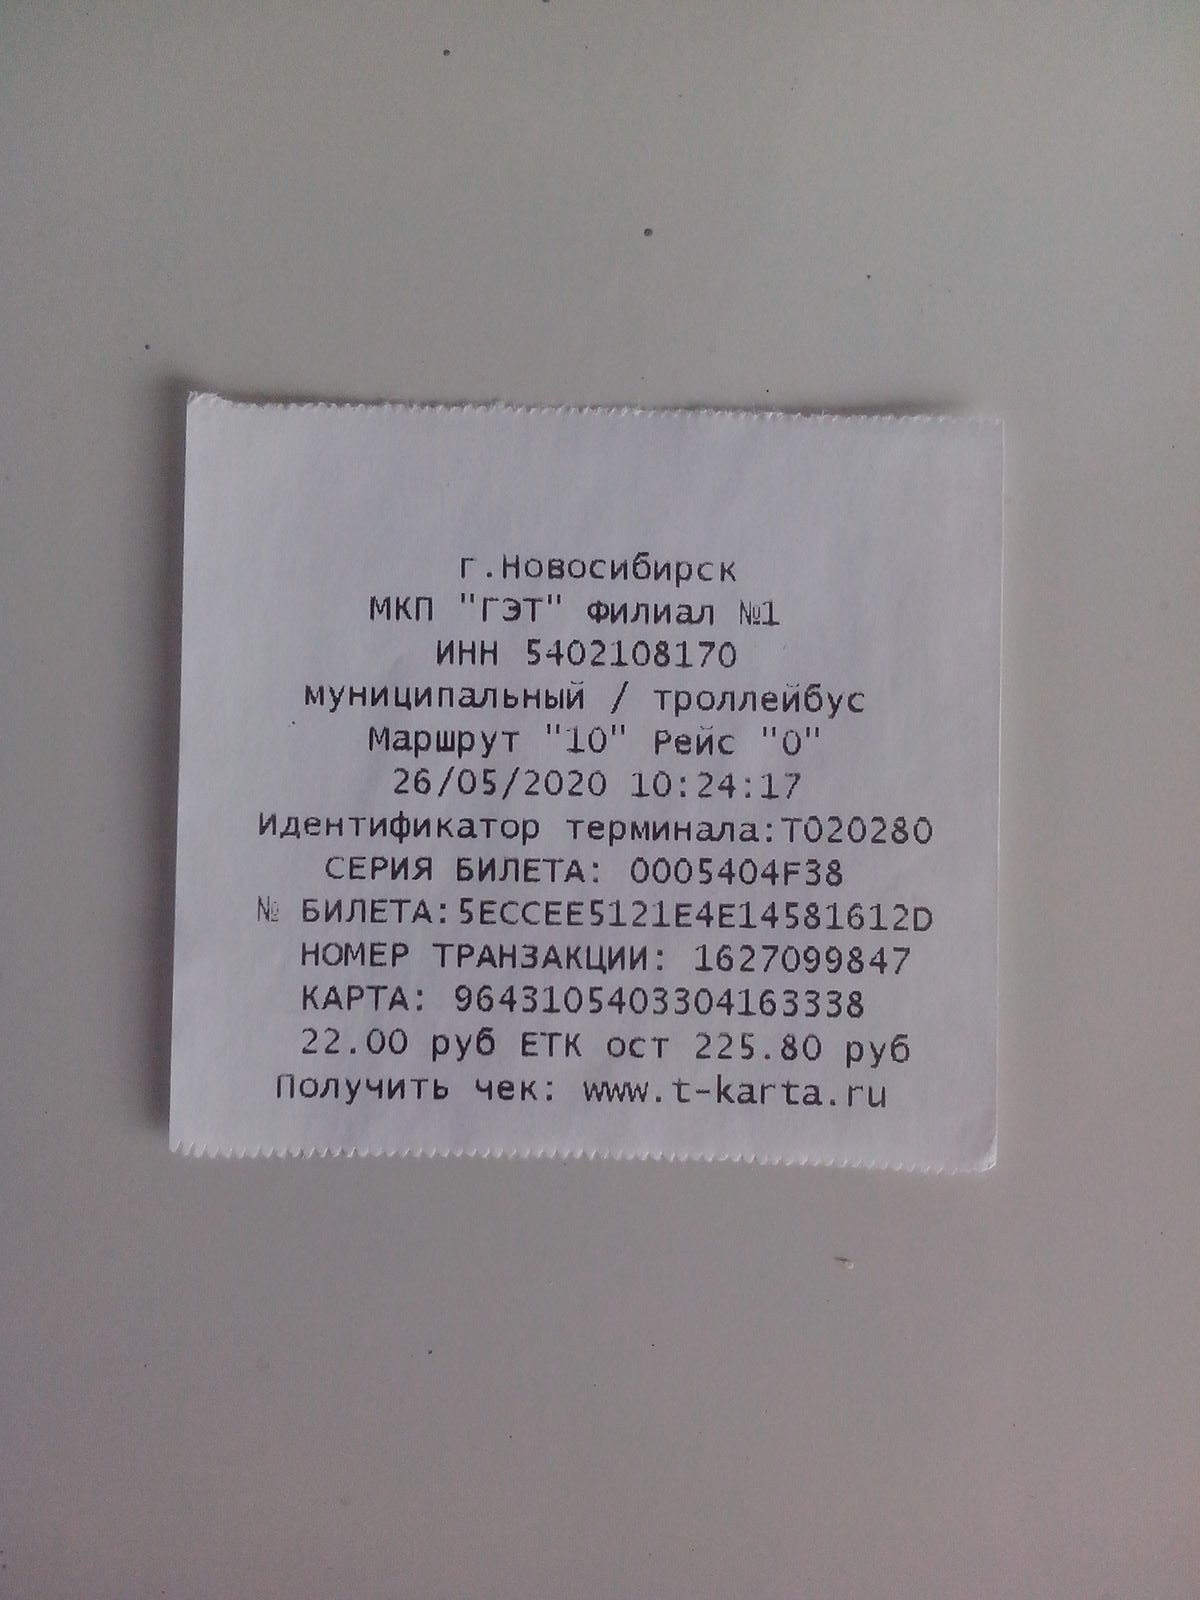 г.Новосибирск
МКП "ГЭТ" Филиал №1
ИНН 5402108170
муниципальный / троллейбус
Маршрут "10" Рейс "0"
26/05/2020 10:24:17
Идентификатор терминала:T020280
СЕРИЯ БИЛЕТА: 0005404F38
№ БИЛЕТА:5ECCEE5121E4E14581612D
НОМЕР ТРАНЗАКЦИИ: 1627099847
КАРТА: 9643105403304163338
22.00 руб ЕТК ост 225.80 руб
Получить чек: www.t-karta.ru